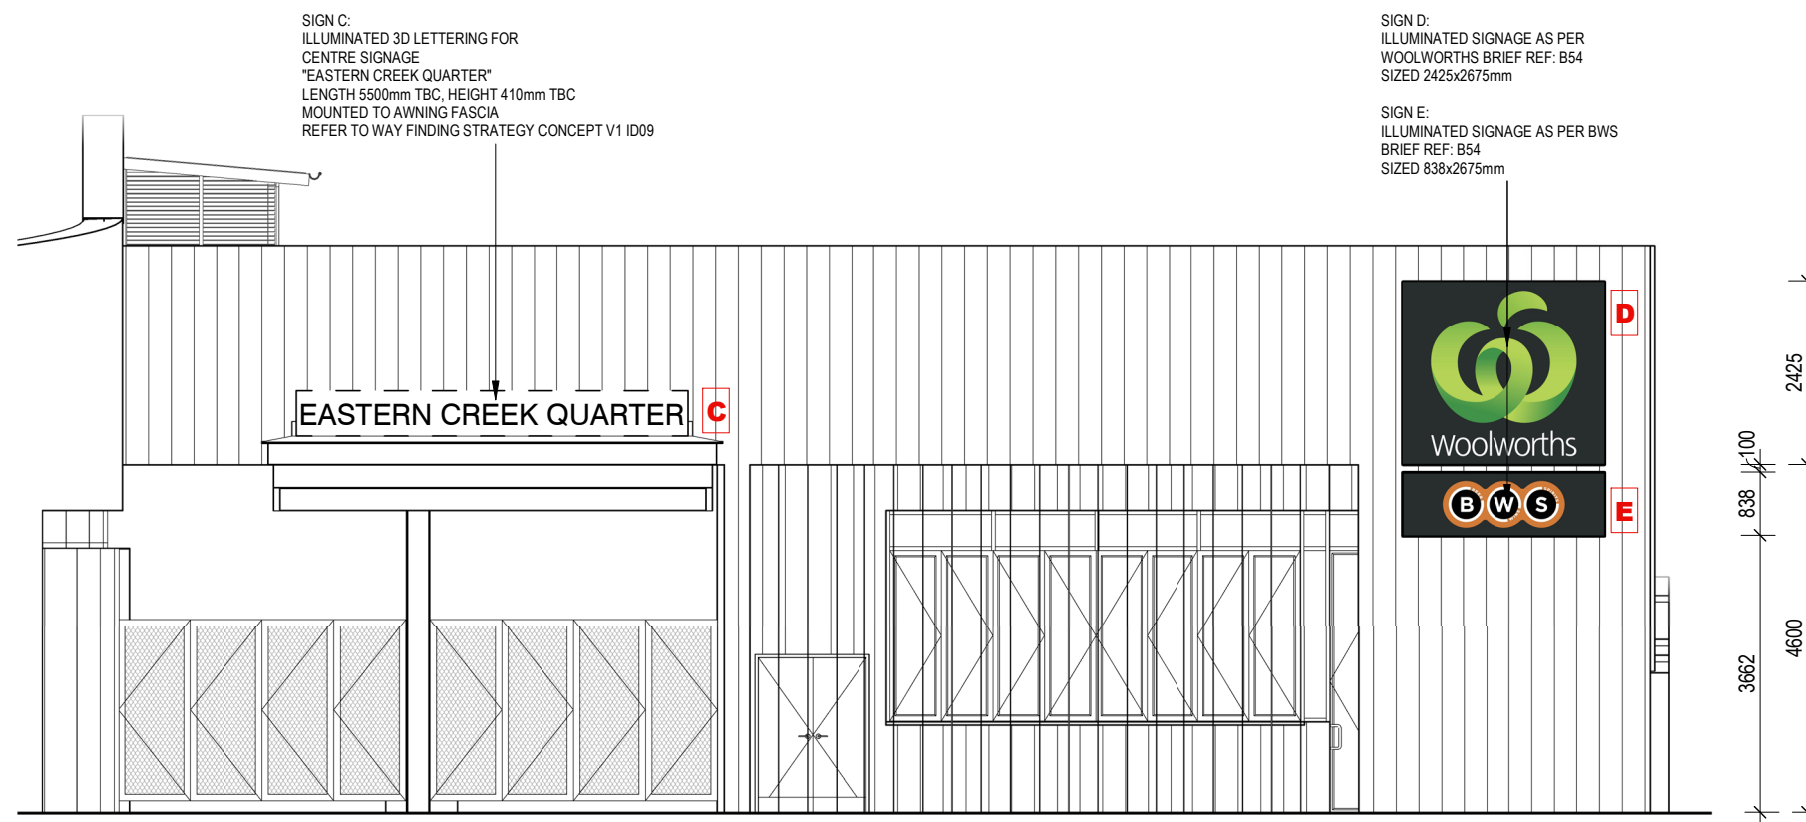 SIGN C:
ILLUMINATED 3D LETTERING FOR
CENTRE SIGNAGE
"EASTERN CREEK QUARTER"
LENGTH 5500mm TBC, HEIGHT 410mm TBC
MOUNTED TO AWNING FASCIA
REFER TO WAY FINDING STRATEGY CONCEPT V1 ID09
SIGN D:
ILLUMINATED SIGNAGE AS PER
WOOLWORTHS BRIEF REF: B54
SIZED 2425x2675mm
SIGN E:
ILLUMINATED SIGNAGE AS PER BWS
BRIEF REF: B54
SIZED 838x2675mm
EASTERN CREEK QUARTER
C
Woolworths
D
BWS
E
2425
100
838
4600
3662